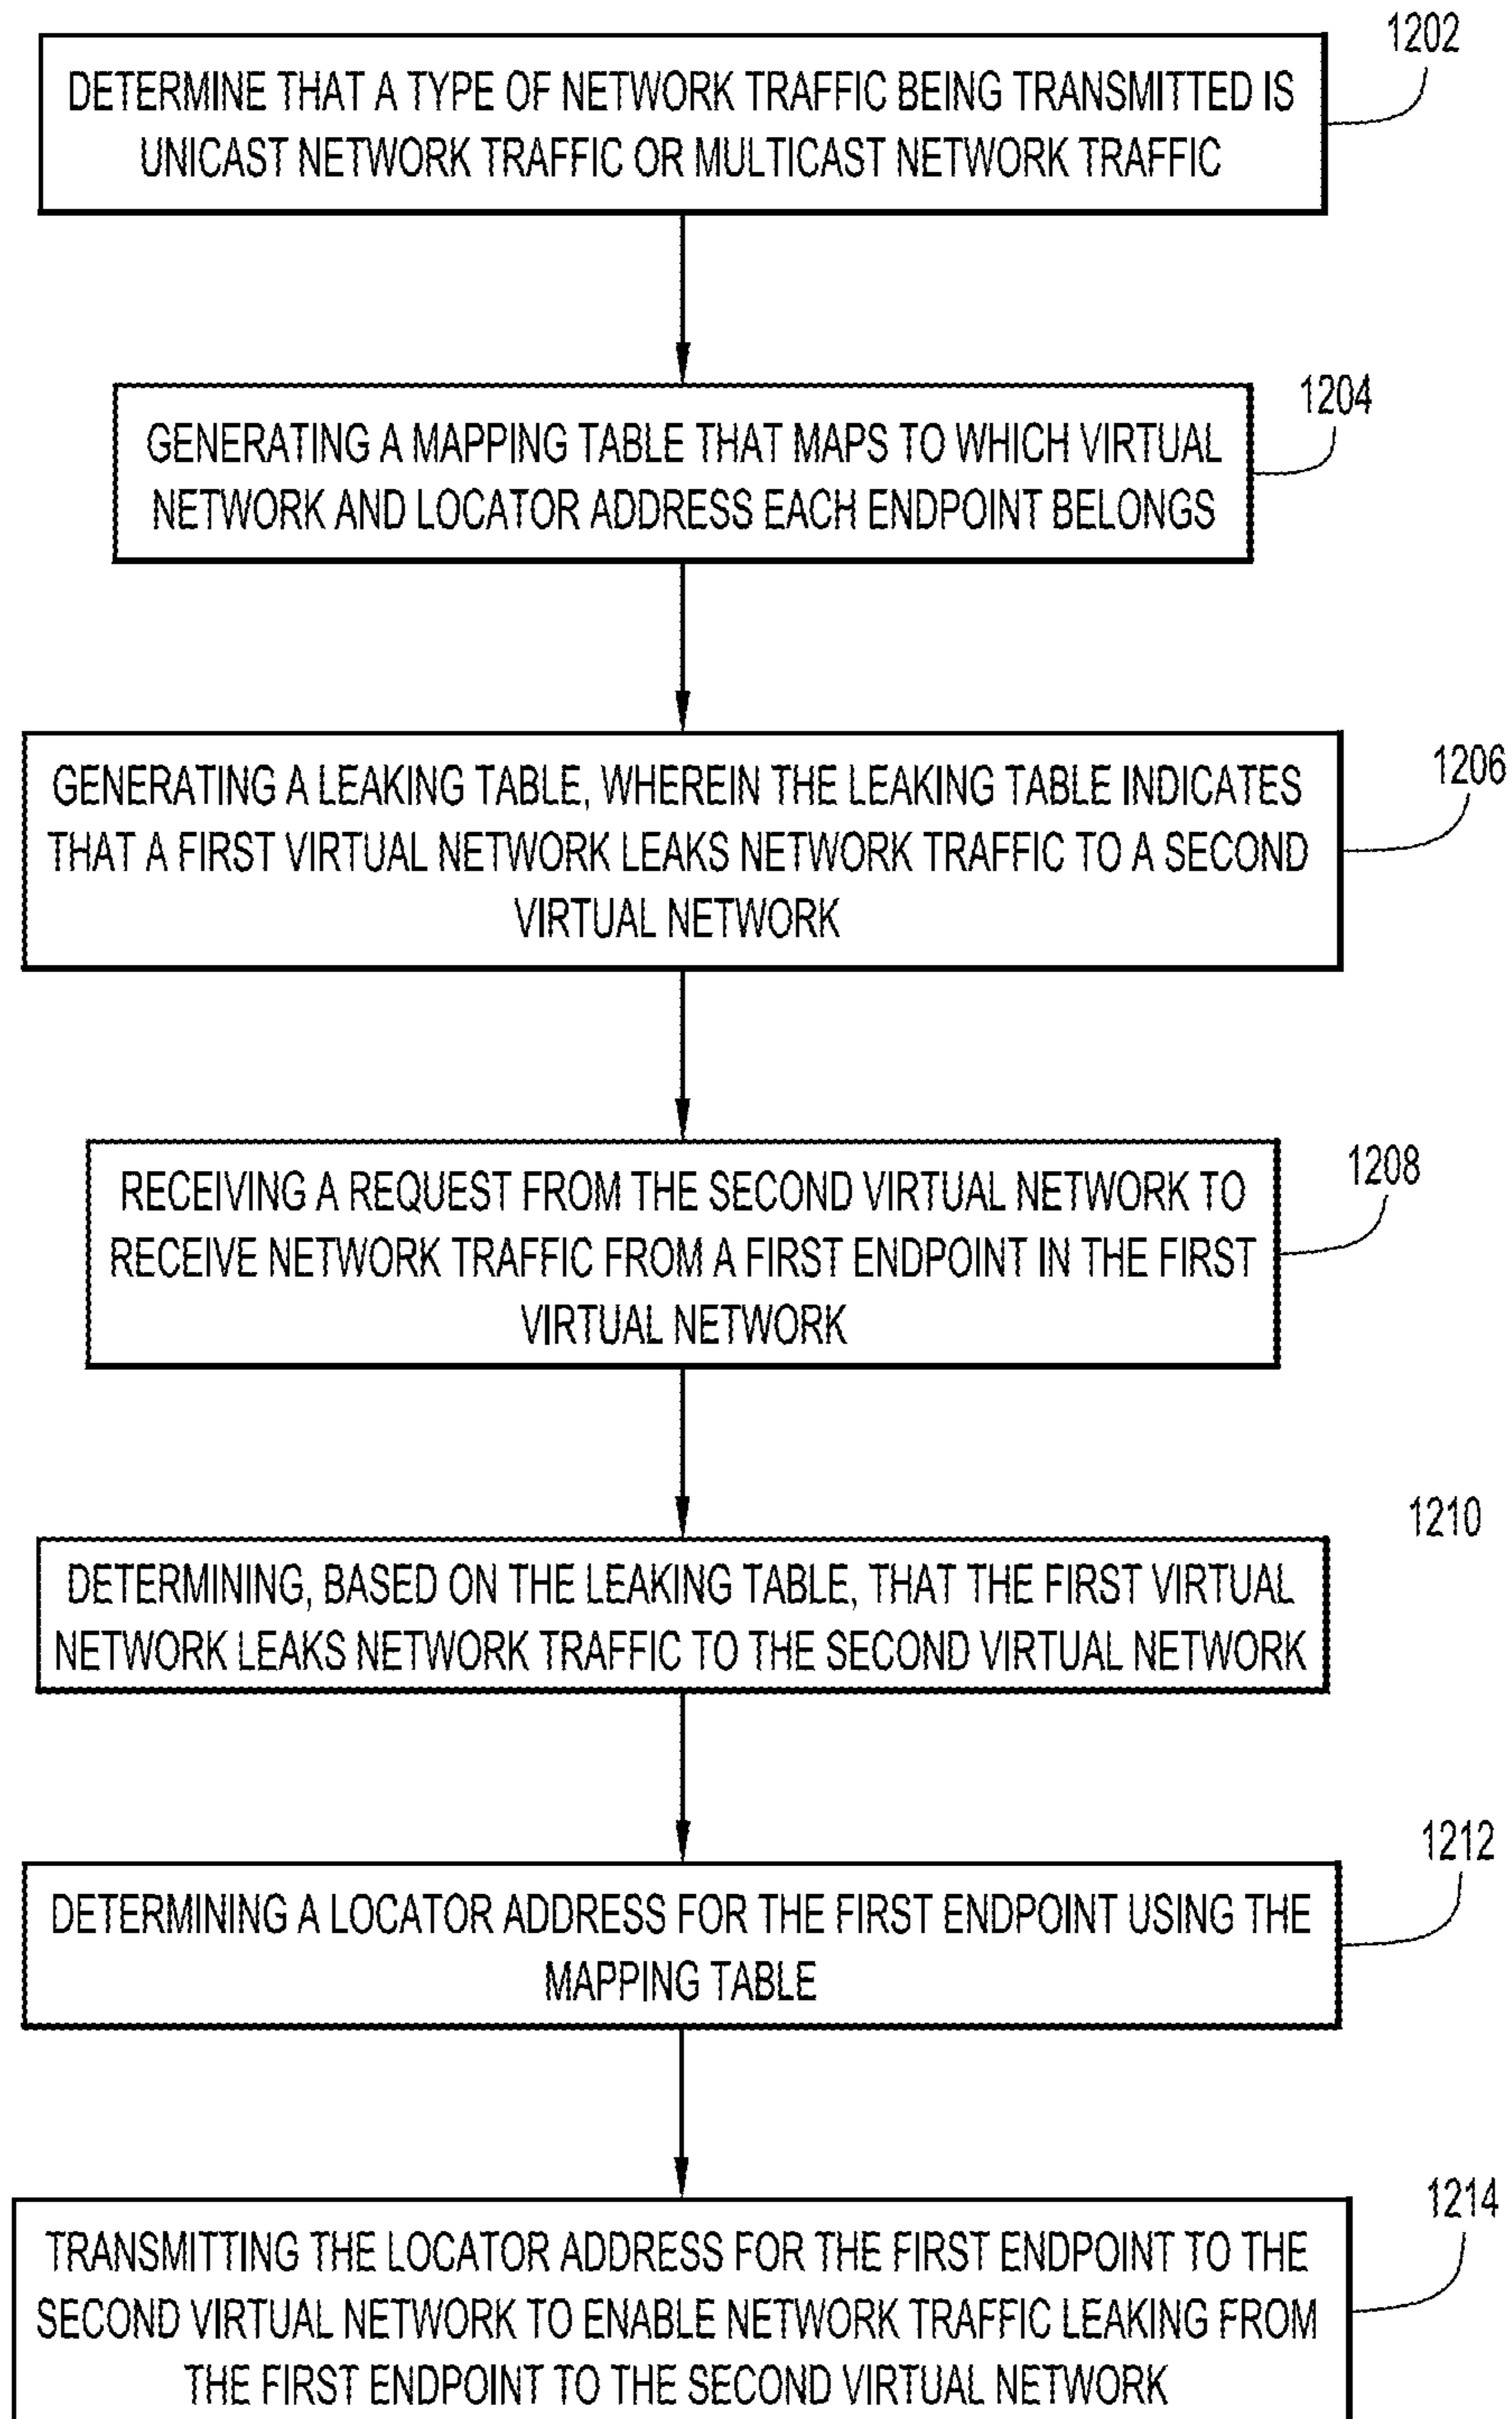 1202
DETERMINE THAT A TYPE OF NETWORK TRAFFIC BEING TRANSMITTED IS
UNICAST NETWORK TRAFFIC OR MULTICAST NETWORK TRAFFIC
1204
GENERATING A MAPPING TABLE THAT MAPS TO WHICH VIRTUAL
NETWORK AND LOCATOR ADDRESS EACH ENDPOINT BELONGS
1206
GENERATING A LEAKING TABLE, WHEREIN THE LEAKING TABLE INDICATES
THAT A FIRST VIRTUAL NETWORK LEAKS NETWORK TRAFFIC TO A SECOND
VIRTUAL NETWORK
1208
RECEIVING A REQUEST FROM THE SECOND VIRTUAL NETWORK TO
RECEIVE NETWORK TRAFFIC FROM A FIRST ENDPOINT IN THE FIRST
VIRTUAL NETWORK
1210
DETERMINING, BASED ON THE LEAKING TABLE, THAT THE FIRST VIRTUAL
NETWORK LEAKS NETWORK TRAFFIC TO THE SECOND VIRTUAL NETWORK
1212
DETERMINING A LOCATOR ADDRESS FOR THE FIRST ENDPOINT USING THE
MAPPING TABLE
1214
TRANSMITTING THE LOCATOR ADDRESS FOR THE FIRST ENDPOINT TO THE
SECOND VIRTUAL NETWORK TO ENABLE NETWORK TRAFFIC LEAKING FROM
THE FIRST ENDPOINT TO THE SECOND VIRTUAL NETWORK